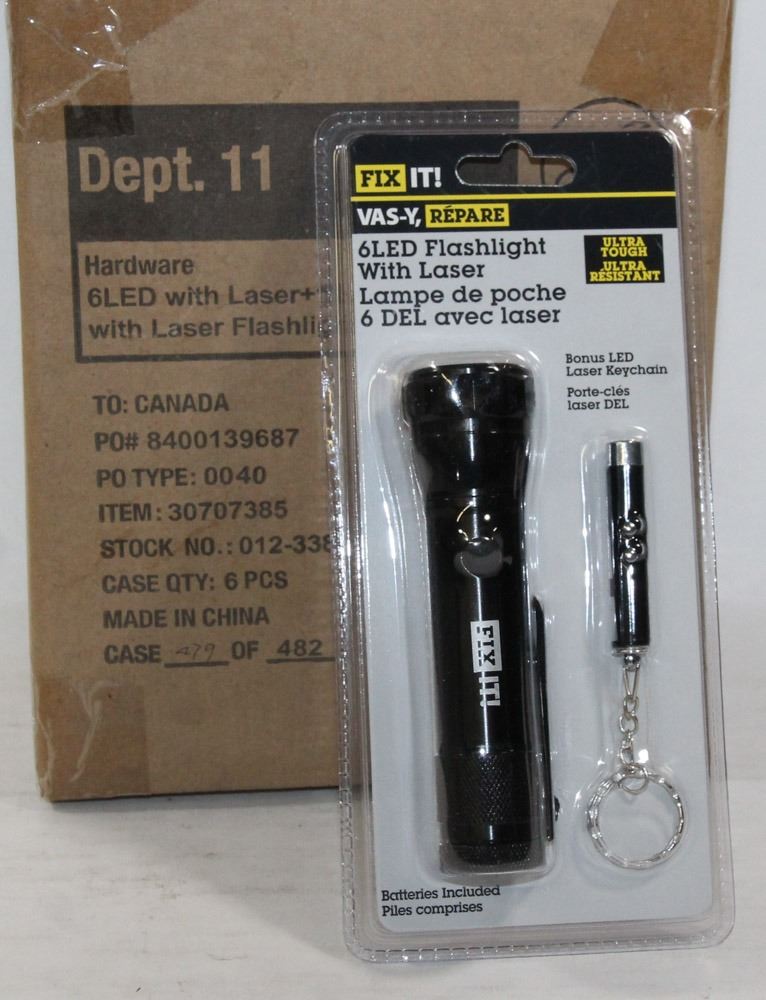 Dept. 11
Hardware
6LED with Laser+
with Laser
TO: CANADA
PO# 8400139687
PO TYPE: 0040
ITEM: 30707385
STOCK NO.: 012-338
CASE QTY: 6 PCS
MADE IN CHINA
CASE 479 OF 482
FIX IT!
VAS-Y, RÉPARE
6LED Flashlight
With Laser
Lampe de poche
6 DEL avec laser
ULTRA
TOUGH
ULTRA
RÉSISTANT
Bonus LED
Laser Keychain
Porte-clés
laser DEL
FIX IT!
Batteries Included
Piles comprises